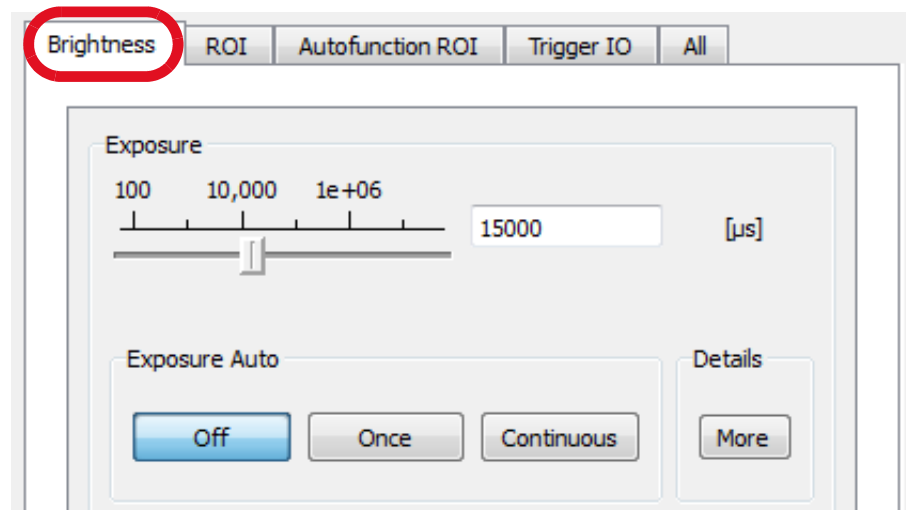 Brightness ROI Autofunction ROI Trigger IO All
Exposure
100 10,000 1e+06
15000 [µs]
Exposure Auto Details
Off Once Continuous More